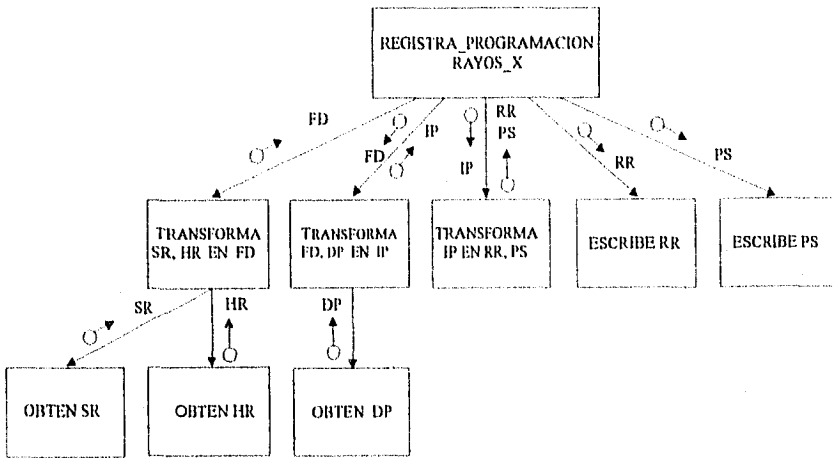 REGISTRA_PROGRAMACION
RAYOS_X
FD
FD
IP
IP
RR
PS
RR
PS
TRANSFORMA
SR, HR EN FD
TRANSFORMA
FD, DP EN IP
TRANSFORMA
IP EN RR, PS
ESCRIBE RR
ESCRIBE PS
SR
HR
DP
OBTEN SR
OBTEN HR
OBTEN DP